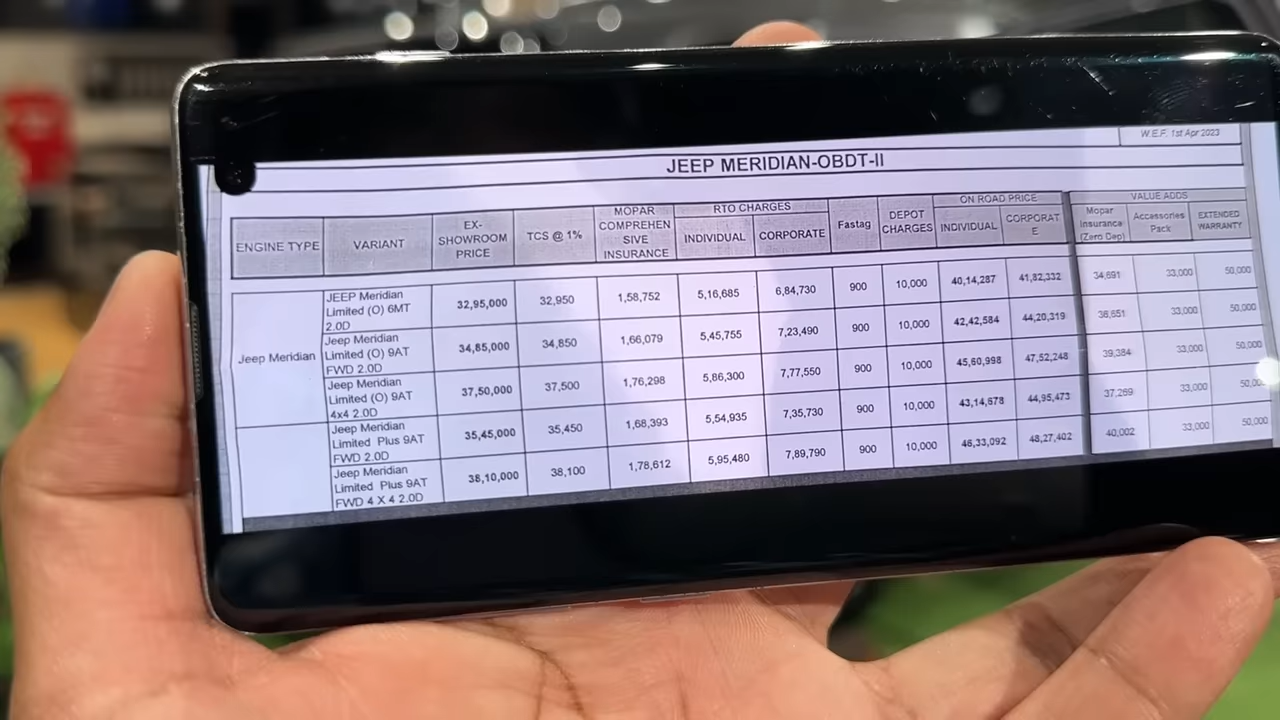 W.E.F. 1st Apr 2023
JEEP MERIDIAN-OBDT-II
ENGINE TYPE VARIANT EX-SHOWROOM PRICE TCS @ 1% MOPAR COMPREHENSIVE INSURANCE RTO CHARGES INDIVIDUAL CORPORATE Fastag DEPOT CHARGES ON ROAD PRICE INDIVIDUAL CORPORATE VALUE ADDS Mopar Insurance (Zero Dep) Accessories Pack EXTENDED WARRANTY
Jeep Meridian
JEEP Meridian Limited (O) 6MT 2.0D 32,95,000 32,950 1,58,752 5,16,685 6,84,730 900 10,000 40,14,287 41,82,332 34,691 33,000 50,000
Jeep Meridian Limited (O) 9AT FWD 2.0D 34,85,000 34,850 1,66,079 5,45,755 7,23,490 900 10,000 42,42,584 44,20,319 36,651 33,000 50,000
Jeep Meridian Limited (O) 9AT 4x4 2.0D 37,50,000 37,500 1,76,298 5,86,300 7,77,550 900 10,000 45,60,998 47,52,248 39,384 33,000 50,000
Jeep Meridian Limited Plus 9AT FWD 2.0D 35,45,000 35,450 1,68,393 5,54,935 7,35,730 900 10,000 43,14,678 44,95,473 37,269 33,000 50,000
Jeep Meridian Limited Plus 9AT FWD 4 X 4 2.0D 38,10,000 38,100 1,78,612 5,95,480 7,89,790 900 10,000 46,33,092 48,27,402 40,002 33,000 50,000